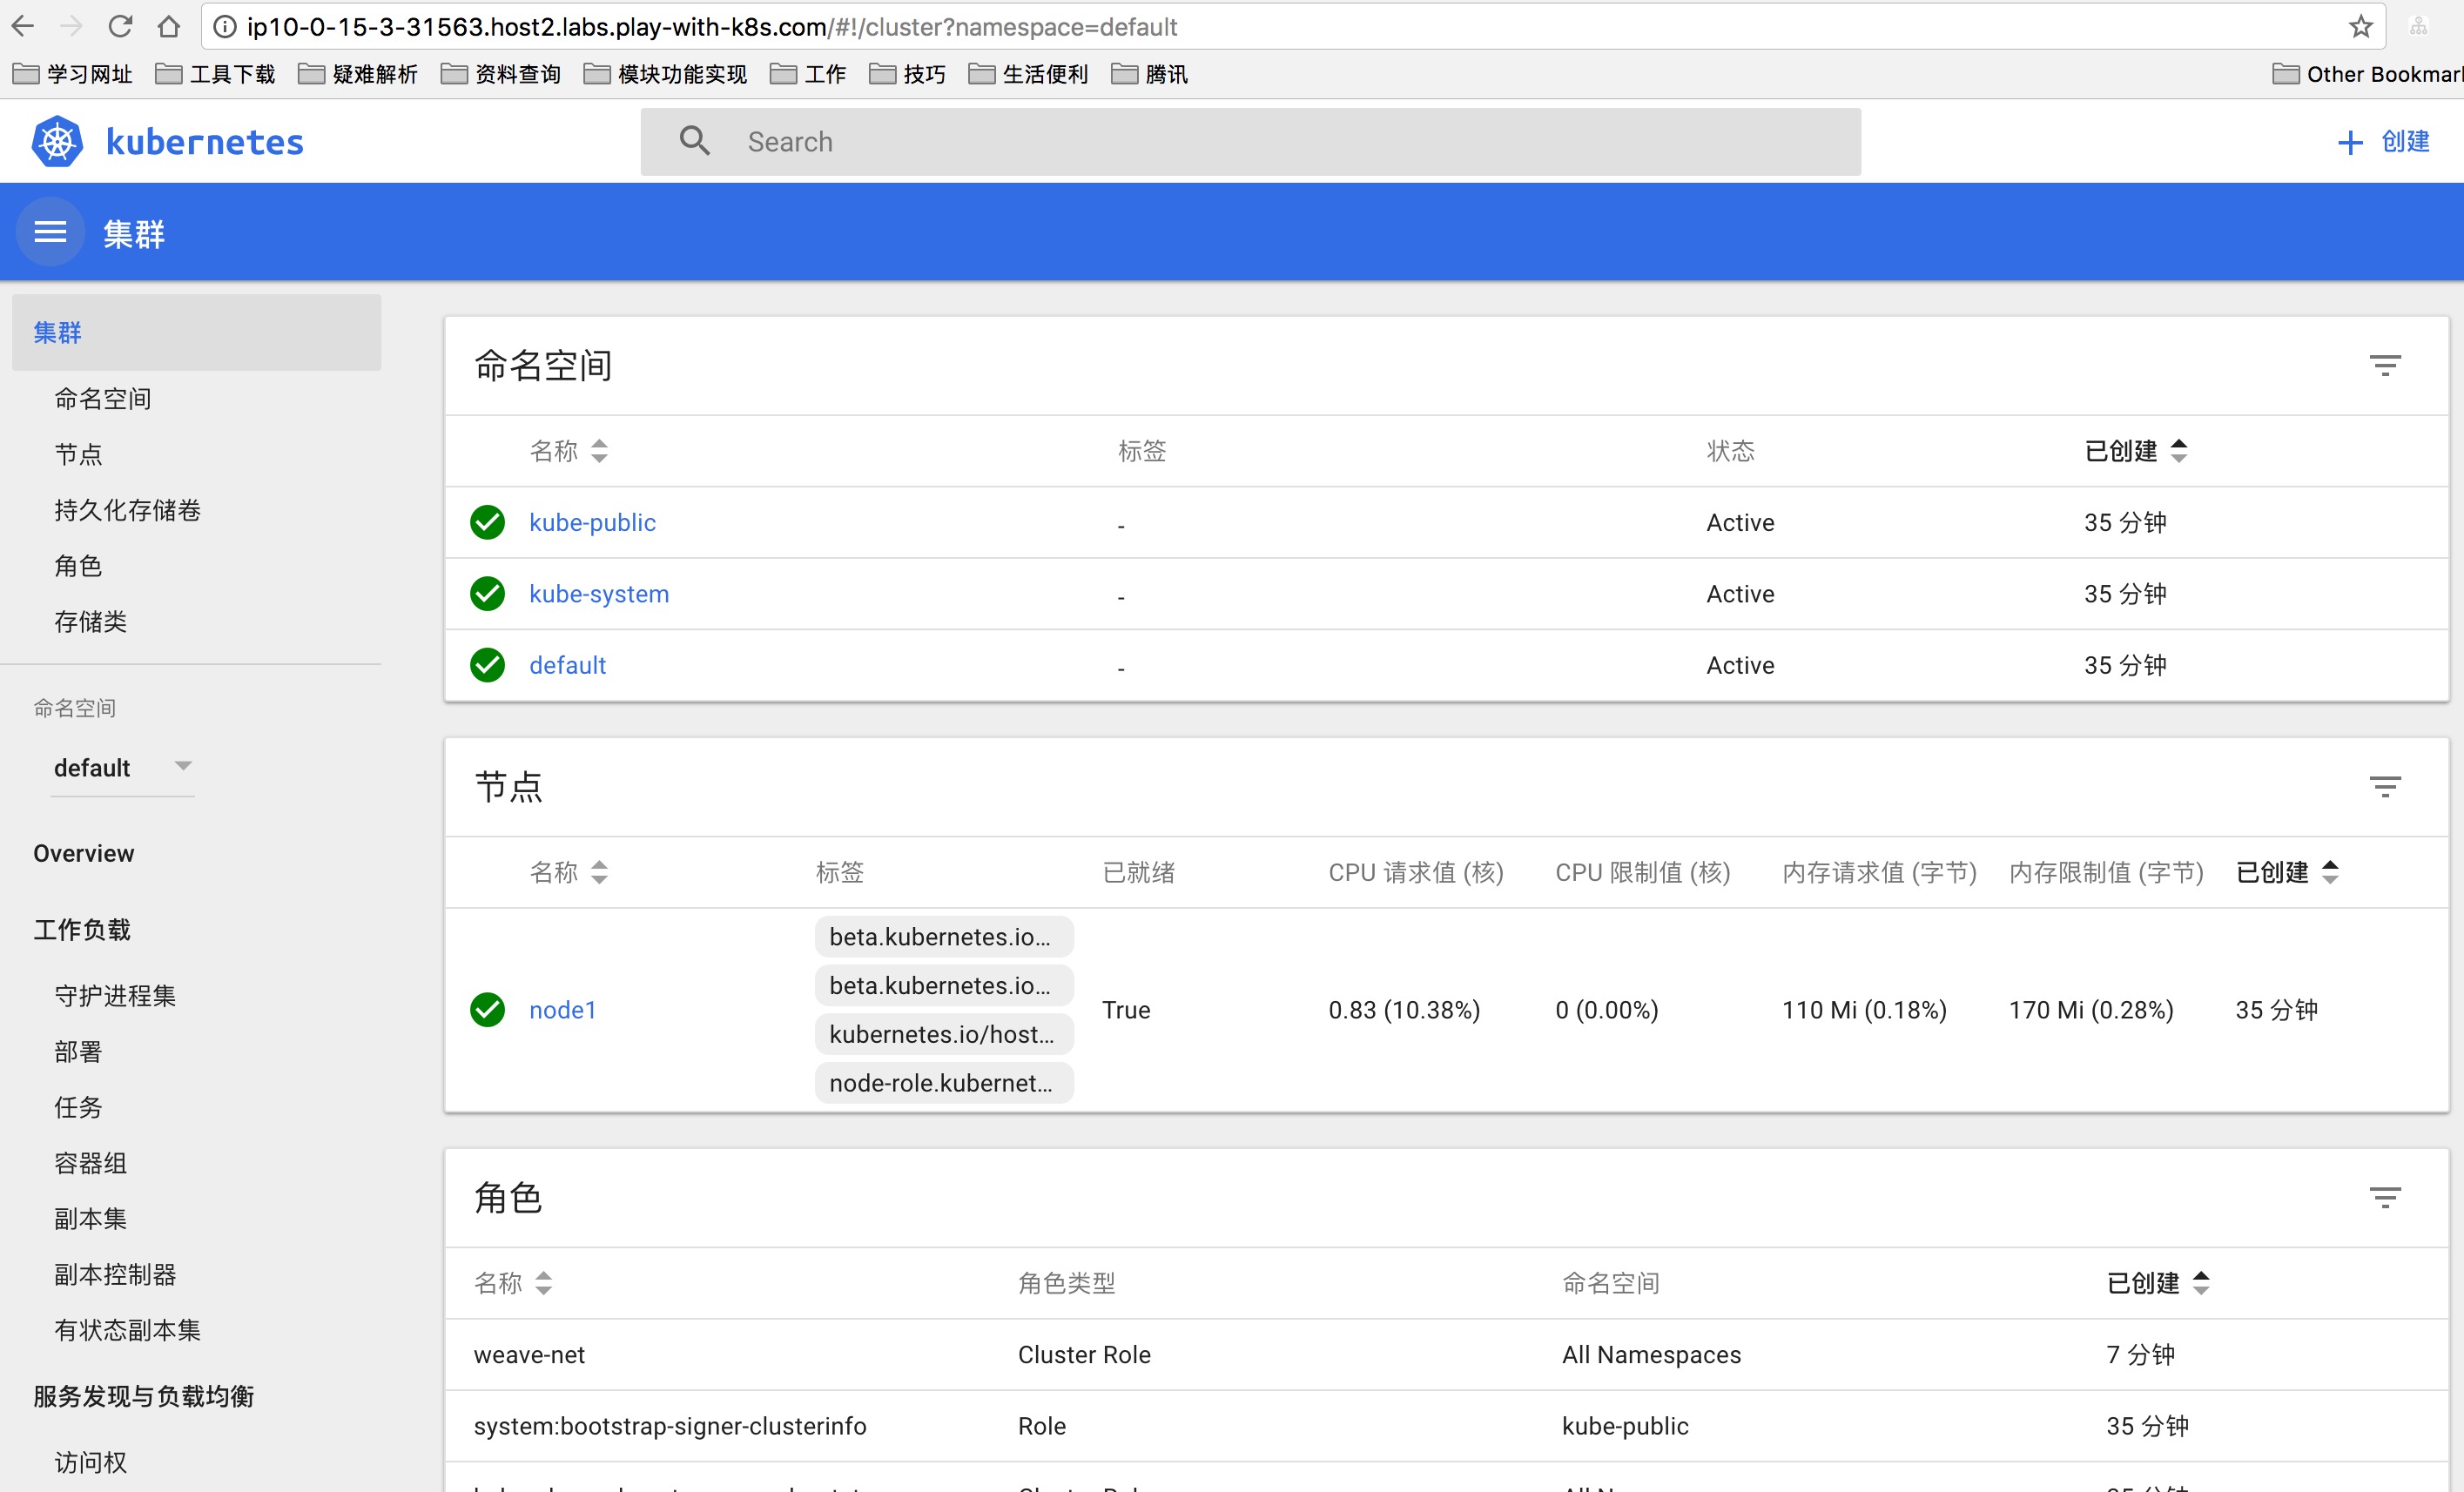 ip10-0-15-3-31563.host2.labs.play-with-k8s.com/#!/cluster?namespace=default
学习网址 工具下载 疑难解析 资料查询 模块功能实现 工作 技巧 生活便利 腾讯 Other Bookmar
kubernetes Search 创建
集群
集群
命名空间
节点
持久化存储卷
角色
存储类
命名空间
default
Overview
工作负载
守护进程集
部署
任务
容器组
副本集
副本控制器
有状态副本集
服务发现与负载均衡
访问权
命名空间
名称 标签 状态 已创建
kube-public - Active 35 分钟
kube-system - Active 35 分钟
default - Active 35 分钟
节点
名称 标签 已就绪 CPU 请求值 (核) CPU 限制值 (核) 内存请求值 (字节) 内存限制值 (字节) 已创建
beta.kubernetes.io...
beta.kubernetes.io...
node1 True 0.83 (10.38%) 0 (0.00%) 110 Mi (0.18%) 170 Mi (0.28%) 35 分钟
kubernetes.io/host...
node-role.kubernet...
角色
名称 角色类型 命名空间 已创建
weave-net Cluster Role All Namespaces 7 分钟
system:bootstrap-signer-clusterinfo Role kube-public 35 分钟